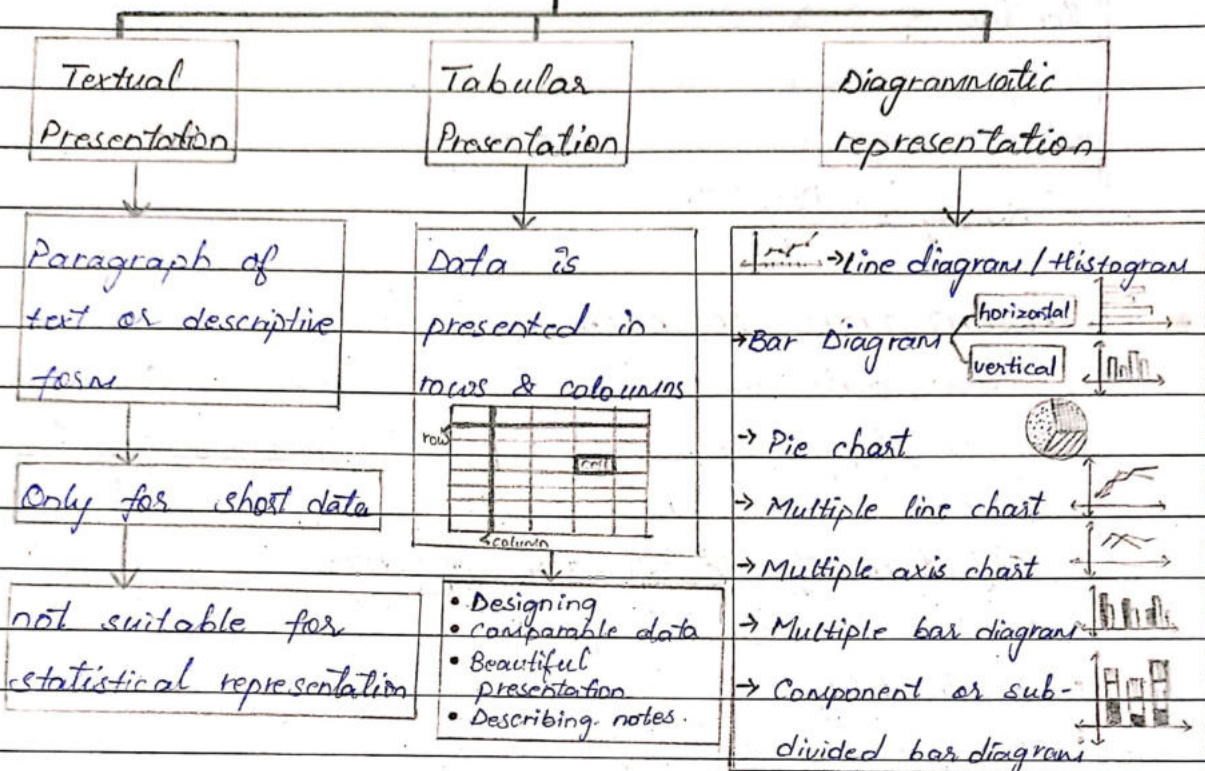 Textual
Presentation
Tabular
Presentation
Diagrammatic
representation
Paragraph of
text or descriptive
form
Only for short data
not suitable for
statistical representation
Data is
presented in
rows & coloumns
row
cell
column
• Designing
• Comparable data
• Beautiful
presentation
• Describing notes.
→ Line diagram / Histogram
→ Bar Diagram
horizontal
vertical
→ Pie chart
→ Multiple line chart
→ Multiple axis chart
→ Multiple bar diagram
→ Component or sub-
divided bar diagram